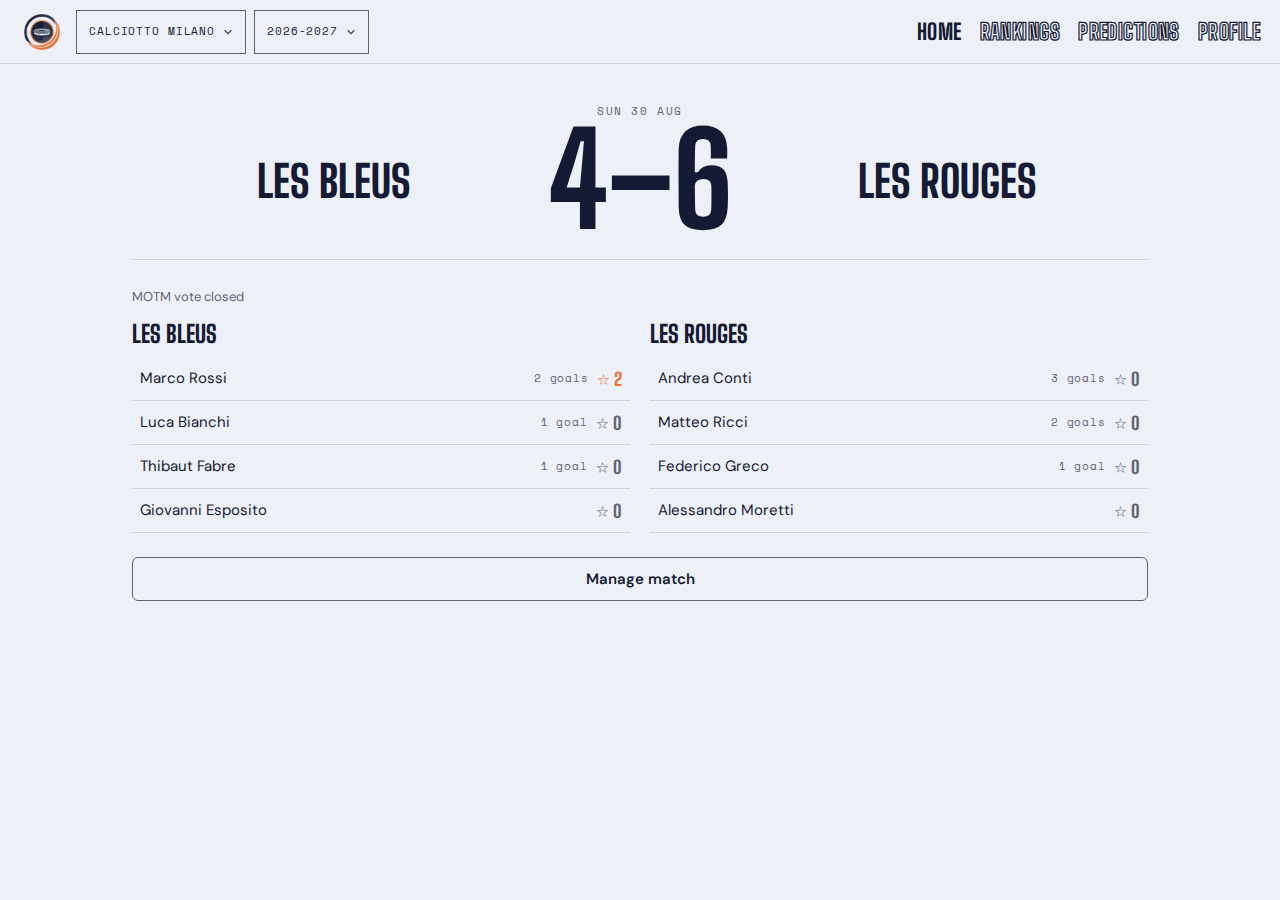 CALCIOTTO MILANO
2026-2027
HOME RANKINGS PREDICTIONS PROFILE
SUN 30 AUG
LES BLEUS 4–6 LES ROUGES
MOTM vote closed
LES BLEUS
Marco Rossi 2 goals ☆ 2
Luca Bianchi 1 goal ☆ 0
Thibaut Fabre 1 goal ☆ 0
Giovanni Esposito ☆ 0
LES ROUGES
Andrea Conti 3 goals ☆ 0
Matteo Ricci 2 goals ☆ 0
Federico Greco 1 goal ☆ 0
Alessandro Moretti ☆ 0
Manage match